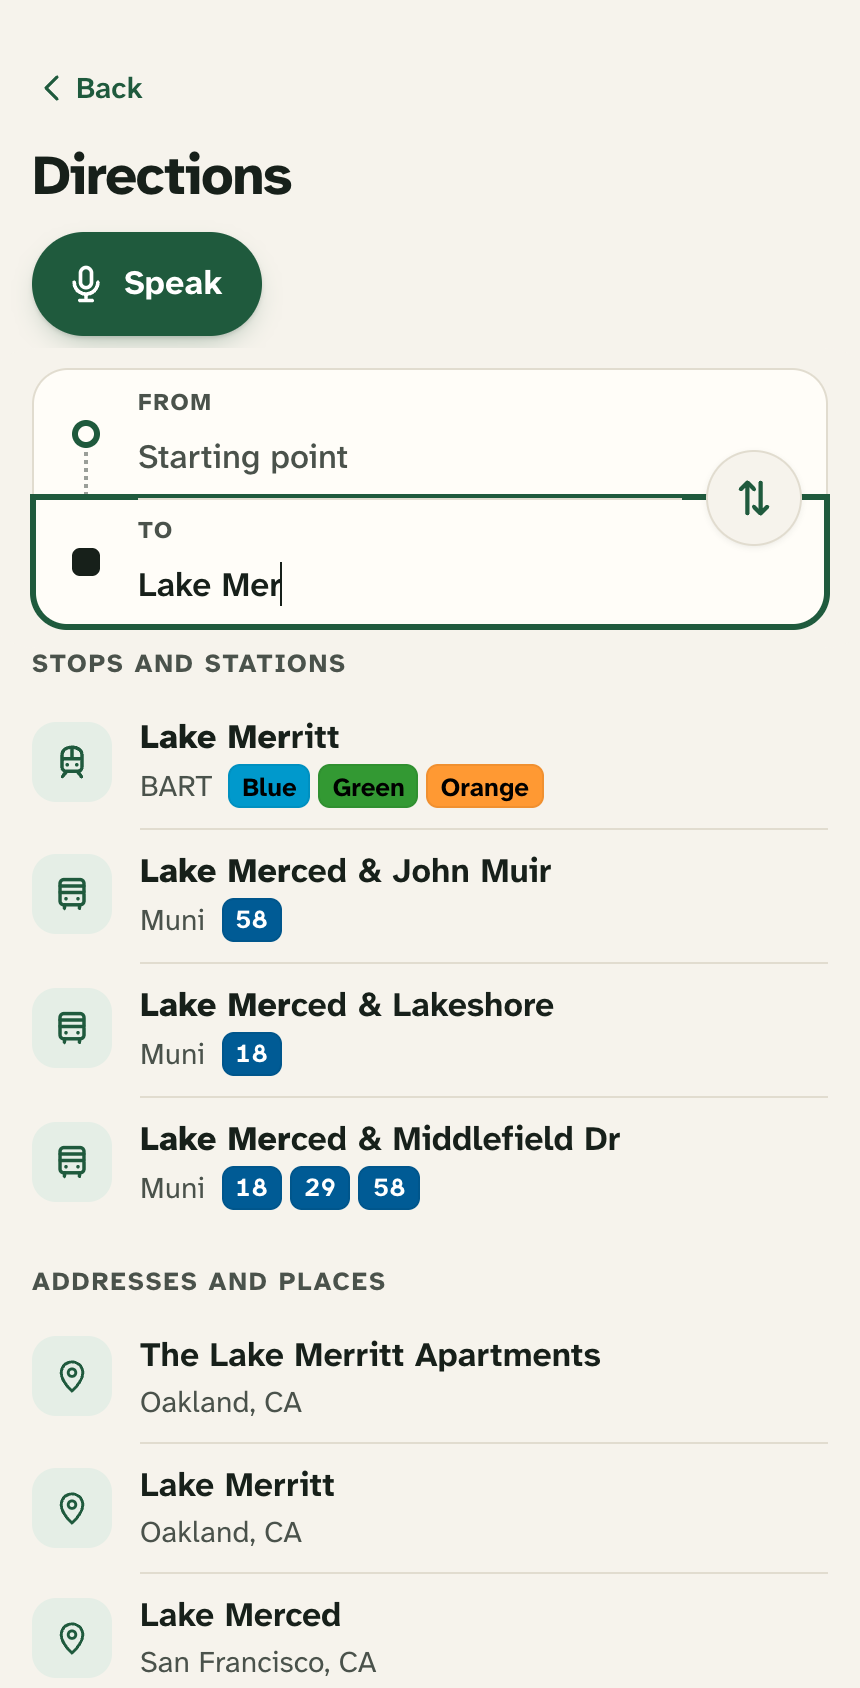 Back
Directions
Speak
FROM
Starting point
TO
Lake Mer
STOPS AND STATIONS
Lake Merritt
BART Blue Green Orange
Lake Merced & John Muir
Muni 58
Lake Merced & Lakeshore
Muni 18
Lake Merced & Middlefield Dr
Muni 18 29 58
ADDRESSES AND PLACES
The Lake Merritt Apartments
Oakland, CA
Lake Merritt
Oakland, CA
Lake Merced
San Francisco, CA